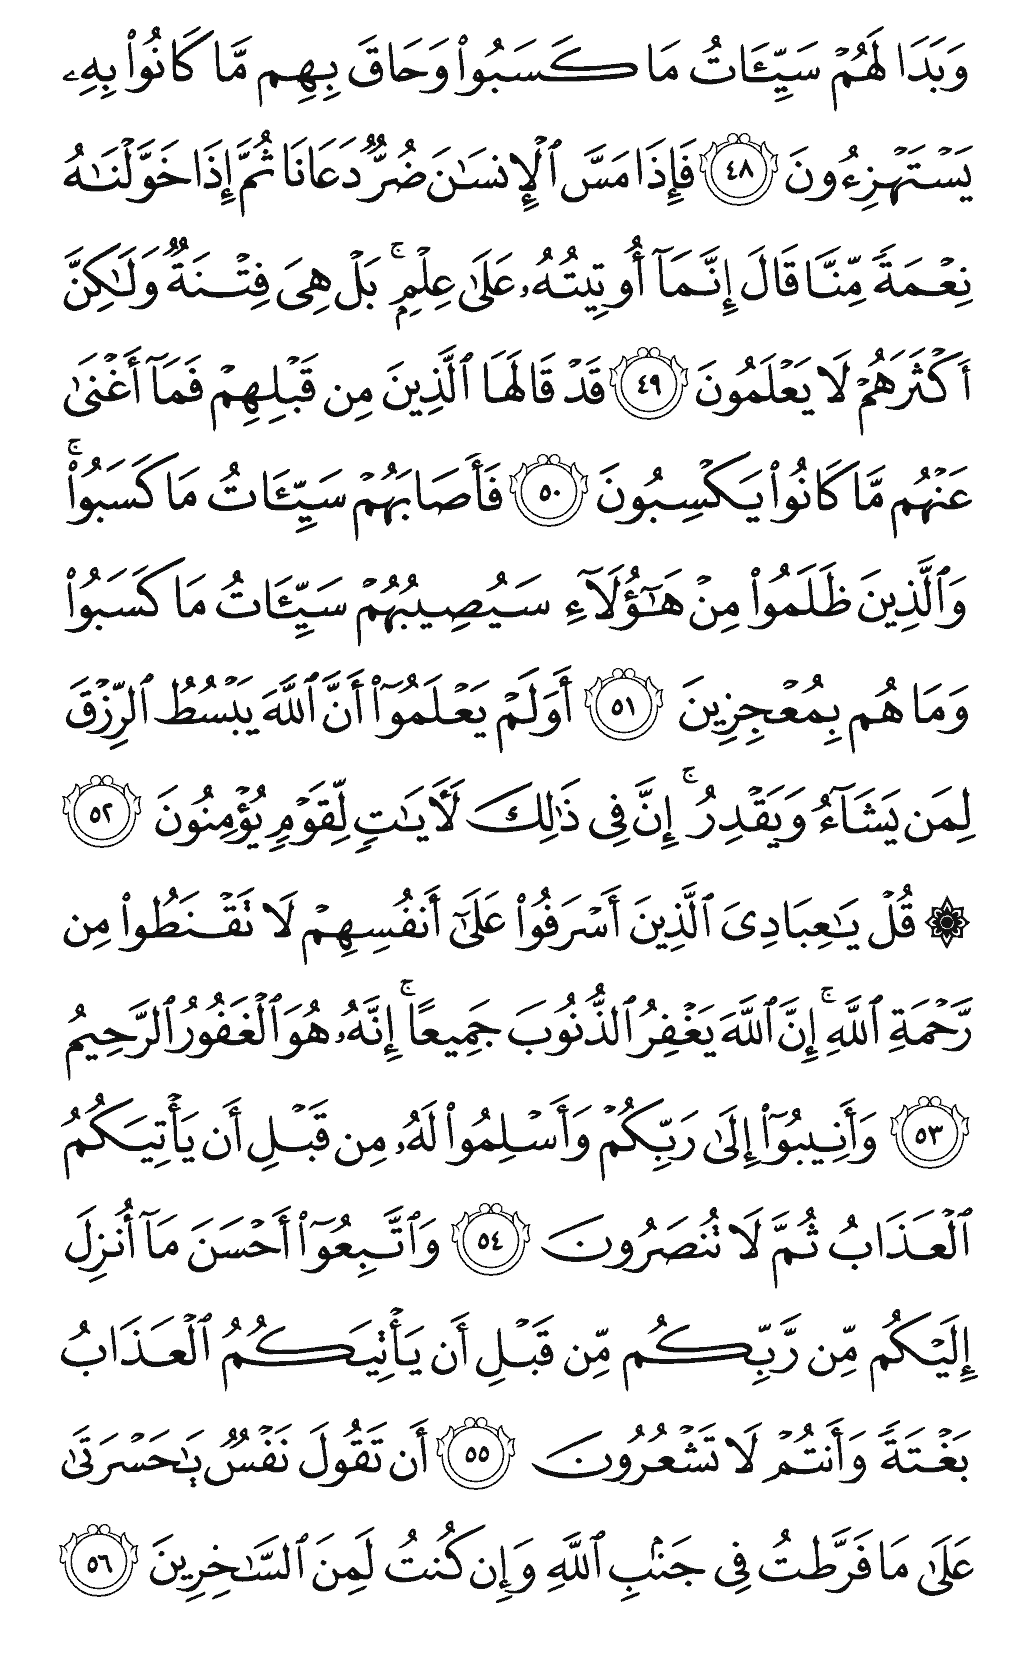 وَبَدَا لَهُمْ سَيِّـَٔاتُ مَا كَسَبُوا۟ وَحَاقَ بِهِم مَّا كَانُوا۟ بِهِۦ
يَسْتَهْزِءُونَ ٤٨ فَإِذَا مَسَّ ٱلْإِنسَـٰنَ ضُرٌّ دَعَانَا ثُمَّ إِذَا خَوَّلْنَـٰهُ
نِعْمَةً مِّنَّا قَالَ إِنَّمَآ أُوتِيتُهُۥ عَلَىٰ عِلْمٍۭ ۚ بَلْ هِىَ فِتْنَةٌ وَلَـٰكِنَّ
أَكْثَرَهُمْ لَا يَعْلَمُونَ ٤٩ قَدْ قَالَهَا ٱلَّذِينَ مِن قَبْلِهِمْ فَمَآ أَغْنَىٰ
عَنْهُم مَّا كَانُوا۟ يَكْسِبُونَ ٥٠ فَأَصَابَهُمْ سَيِّـَٔاتُ مَا كَسَبُوا۟ ۚ
وَٱلَّذِينَ ظَلَمُوا۟ مِنْ هَـٰٓؤُلَآءِ سَيُصِيبُهُمْ سَيِّـَٔاتُ مَا كَسَبُوا۟
وَمَا هُم بِمُعْجِزِينَ ٥١ أَوَلَمْ يَعْلَمُوٓا۟ أَنَّ ٱللَّهَ يَبْسُطُ ٱلرِّزْقَ
لِمَن يَشَآءُ وَيَقْدِرُ ۚ إِنَّ فِى ذَٰلِكَ لَـَٔايَـٰتٍ لِّقَوْمٍ يُؤْمِنُونَ ٥٢
۞ قُلْ يَـٰعِبَادِىَ ٱلَّذِينَ أَسْرَفُوا۟ عَلَىٰٓ أَنفُسِهِمْ لَا تَقْنَطُوا۟ مِن
رَّحْمَةِ ٱللَّهِ ۚ إِنَّ ٱللَّهَ يَغْفِرُ ٱلذُّنُوبَ جَمِيعًا ۚ إِنَّهُۥ هُوَ ٱلْغَفُورُ ٱلرَّحِيمُ
٥٣ وَأَنِيبُوٓا۟ إِلَىٰ رَبِّكُمْ وَأَسْلِمُوا۟ لَهُۥ مِن قَبْلِ أَن يَأْتِيَكُمُ
ٱلْعَذَابُ ثُمَّ لَا تُنصَرُونَ ٥٤ وَٱتَّبِعُوٓا۟ أَحْسَنَ مَآ أُنزِلَ
إِلَيْكُم مِّن رَّبِّكُم مِّن قَبْلِ أَن يَأْتِيَكُمُ ٱلْعَذَابُ
بَغْتَةً وَأَنتُمْ لَا تَشْعُرُونَ ٥٥ أَن تَقُولَ نَفْسٌ يَـٰحَسْرَتَىٰ
عَلَىٰ مَا فَرَّطتُ فِى جَنۢبِ ٱللَّهِ وَإِن كُنتُ لَمِنَ ٱلسَّـٰخِرِينَ ٥٦